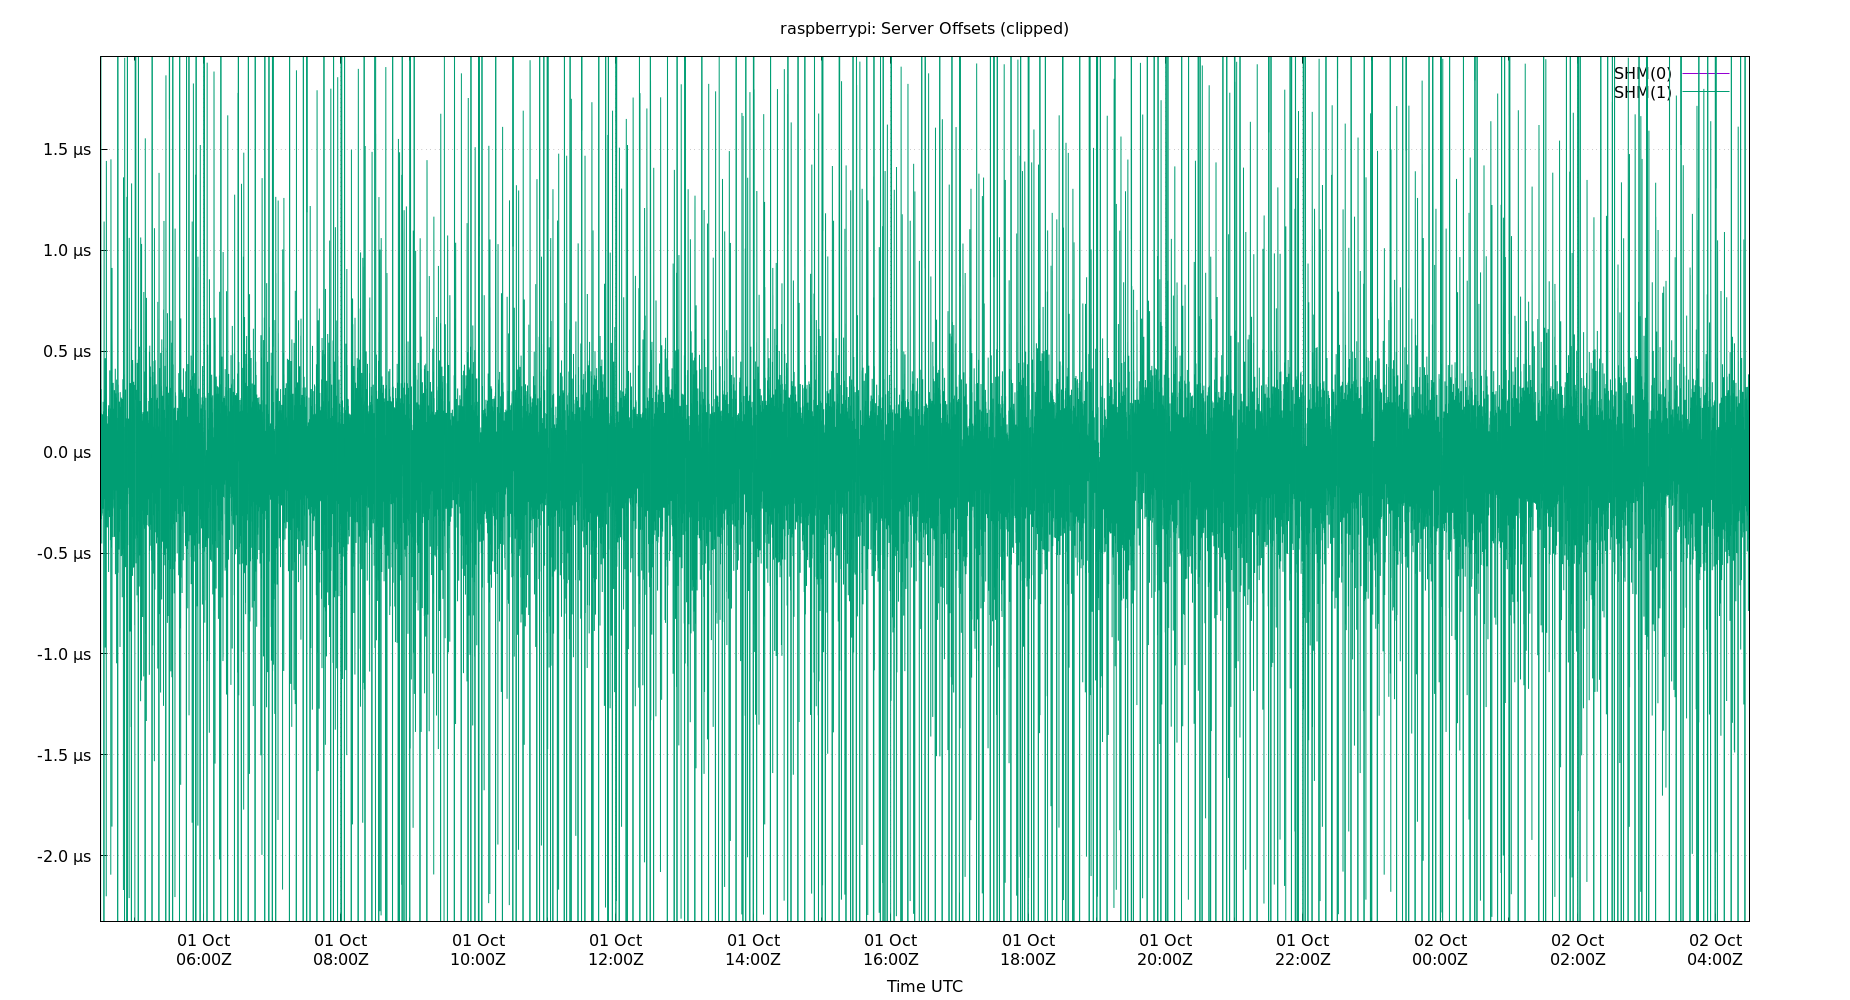 raspberrypi: Server Offsets (clipped)
SHM(0)
SHM(1)
1.5 µs
1.0 µs
0.5 µs
0.0 µs
-0.5 µs
-1.0 µs
-1.5 µs
-2.0 µs
01 Oct 01 Oct 01 Oct 01 Oct 01 Oct 01 Oct 01 Oct 01 Oct 01 Oct 02 Oct 02 Oct 02 Oct
06:00Z 08:00Z 10:00Z 12:00Z 14:00Z 16:00Z 18:00Z 20:00Z 22:00Z 00:00Z 02:00Z 04:00Z
Time UTC